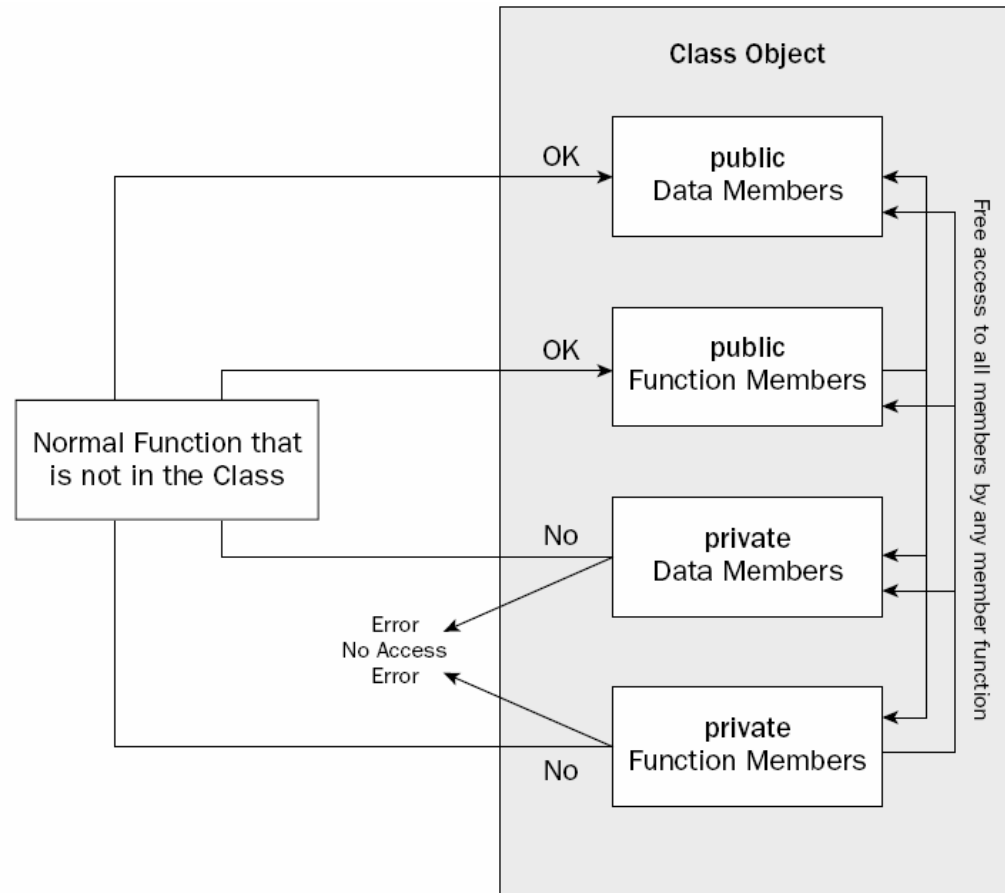 Class Object
OK
public
Data Members
OK
public
Function Members
Normal Function that
is not in the Class
No
private
Data Members
Error
No Access
Error
private
Function Members
No
Free access to all members by any member function